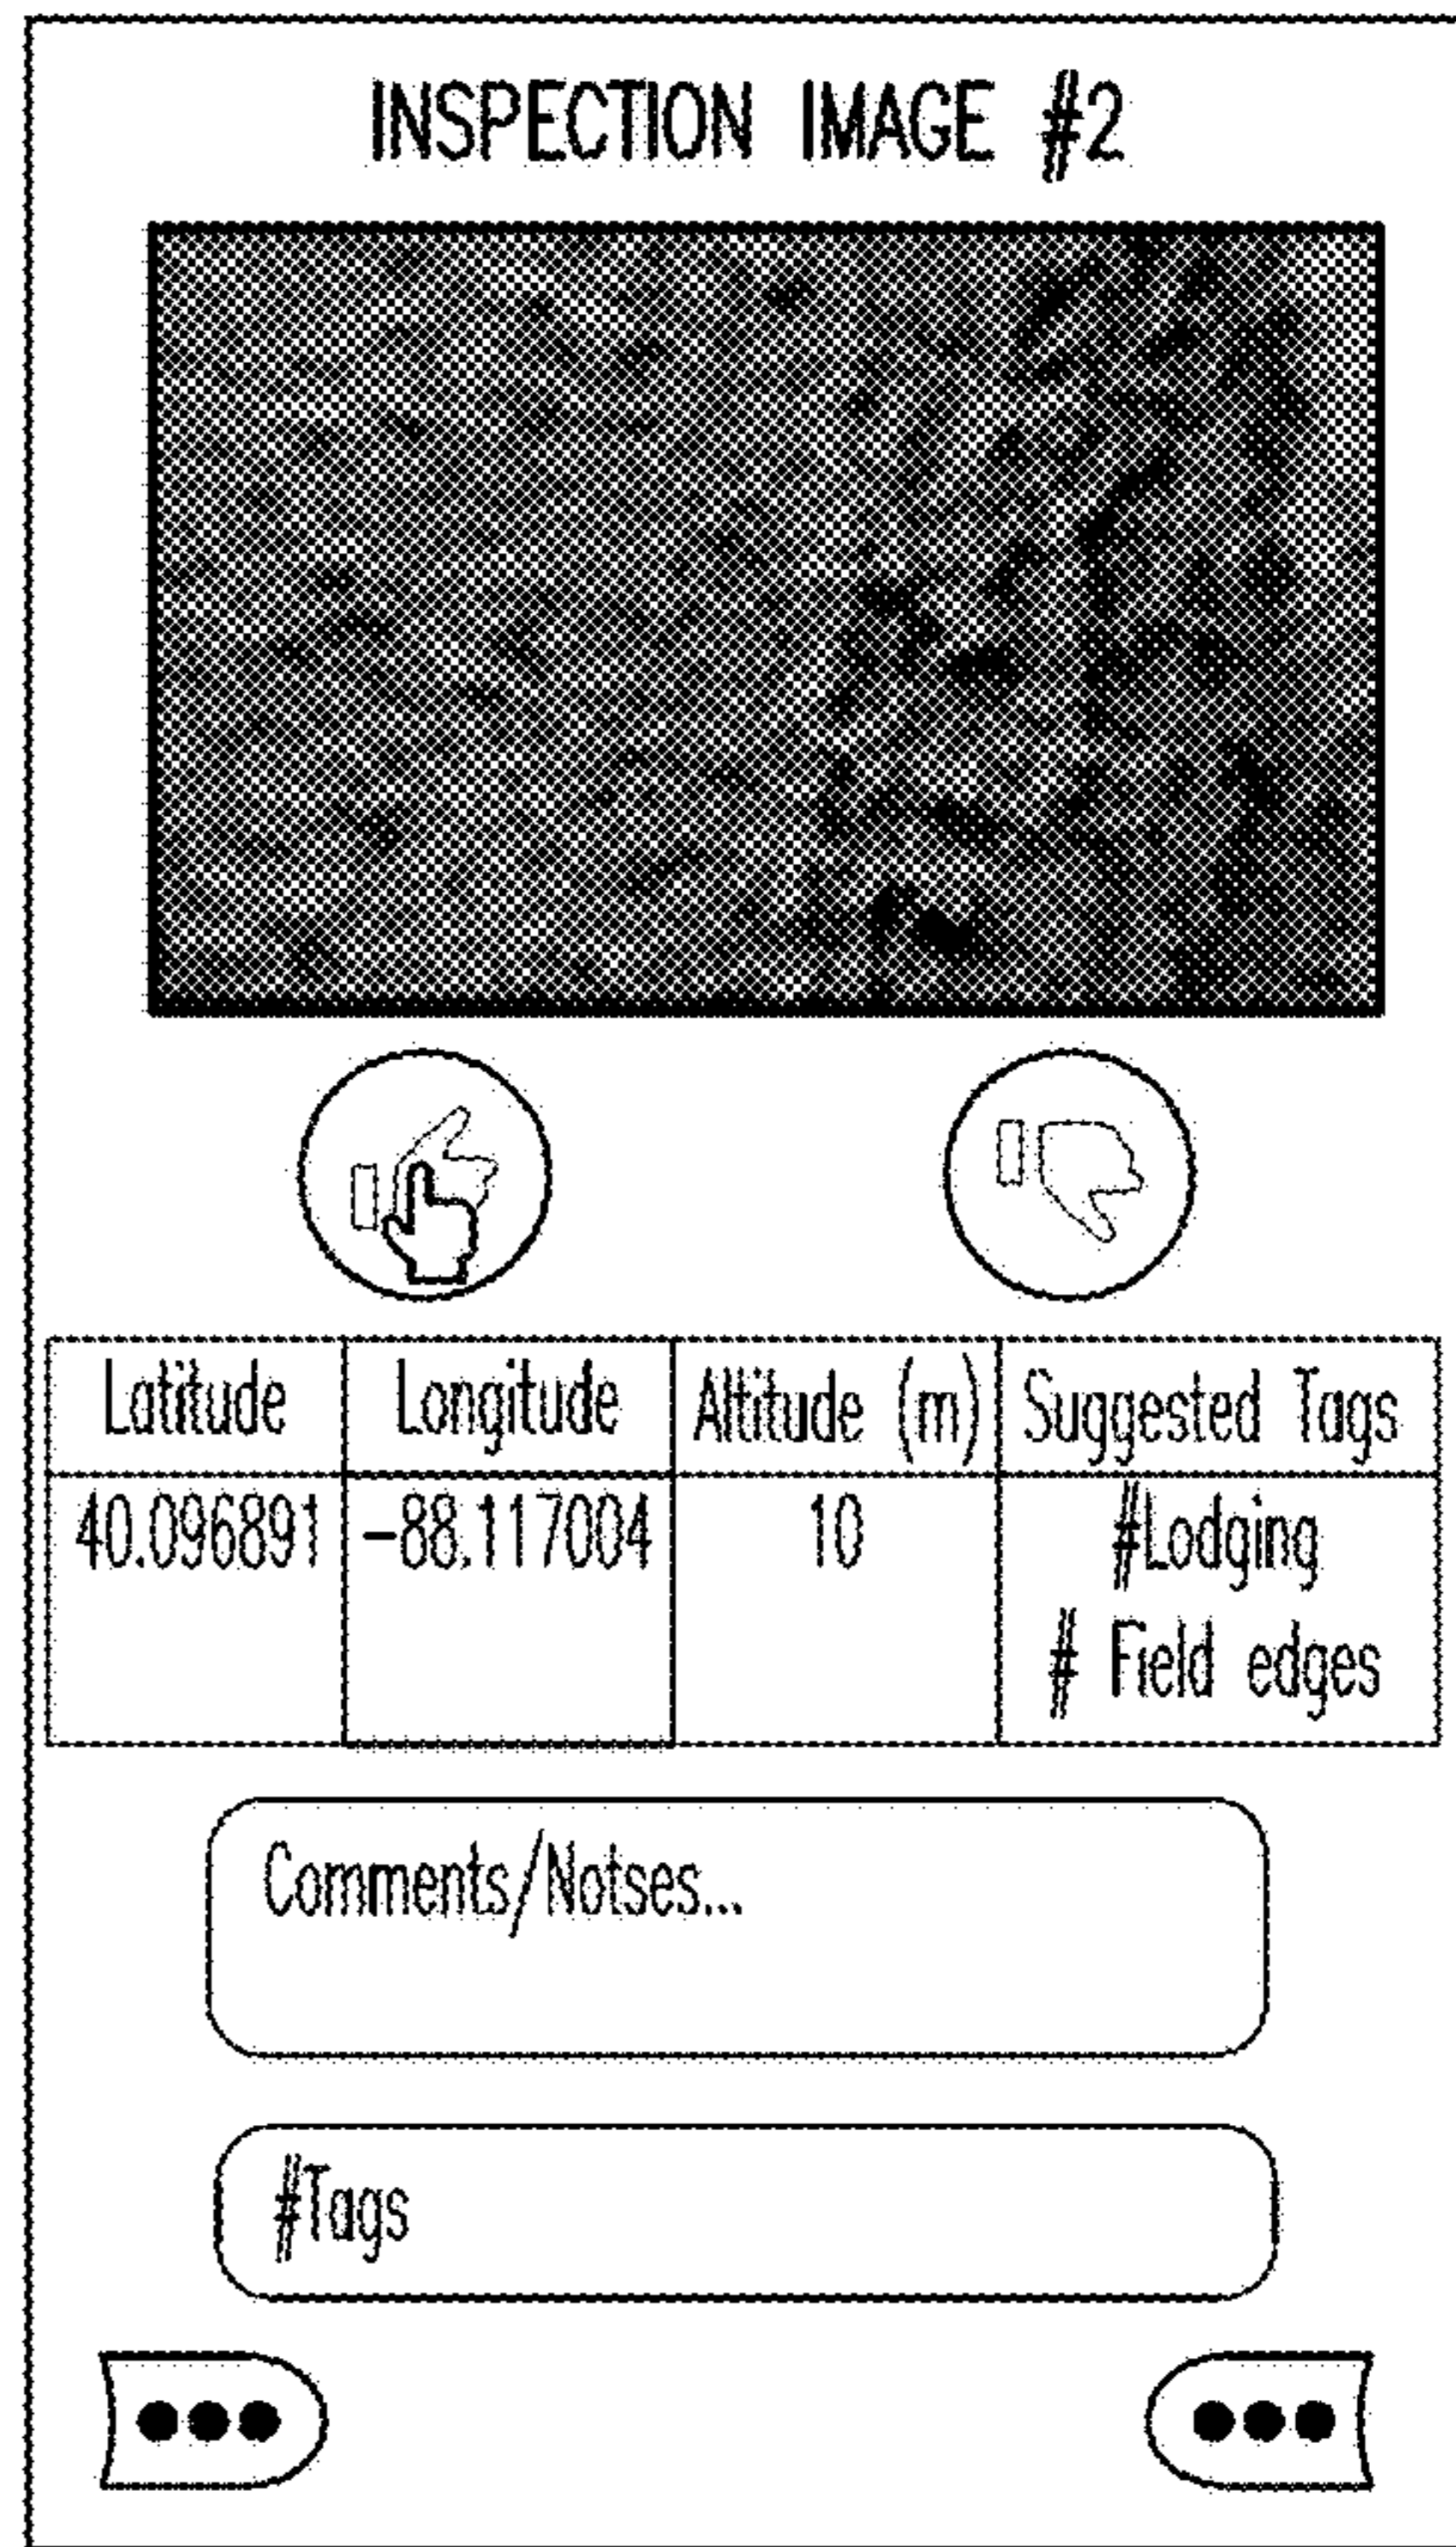 INSPECTION IMAGE #2
Latitude Longitude Altitude (m) Suggested Tags
40.096891 -88.117004 10 #Lodging
# Field edges
Comments/Notses...
#Tags